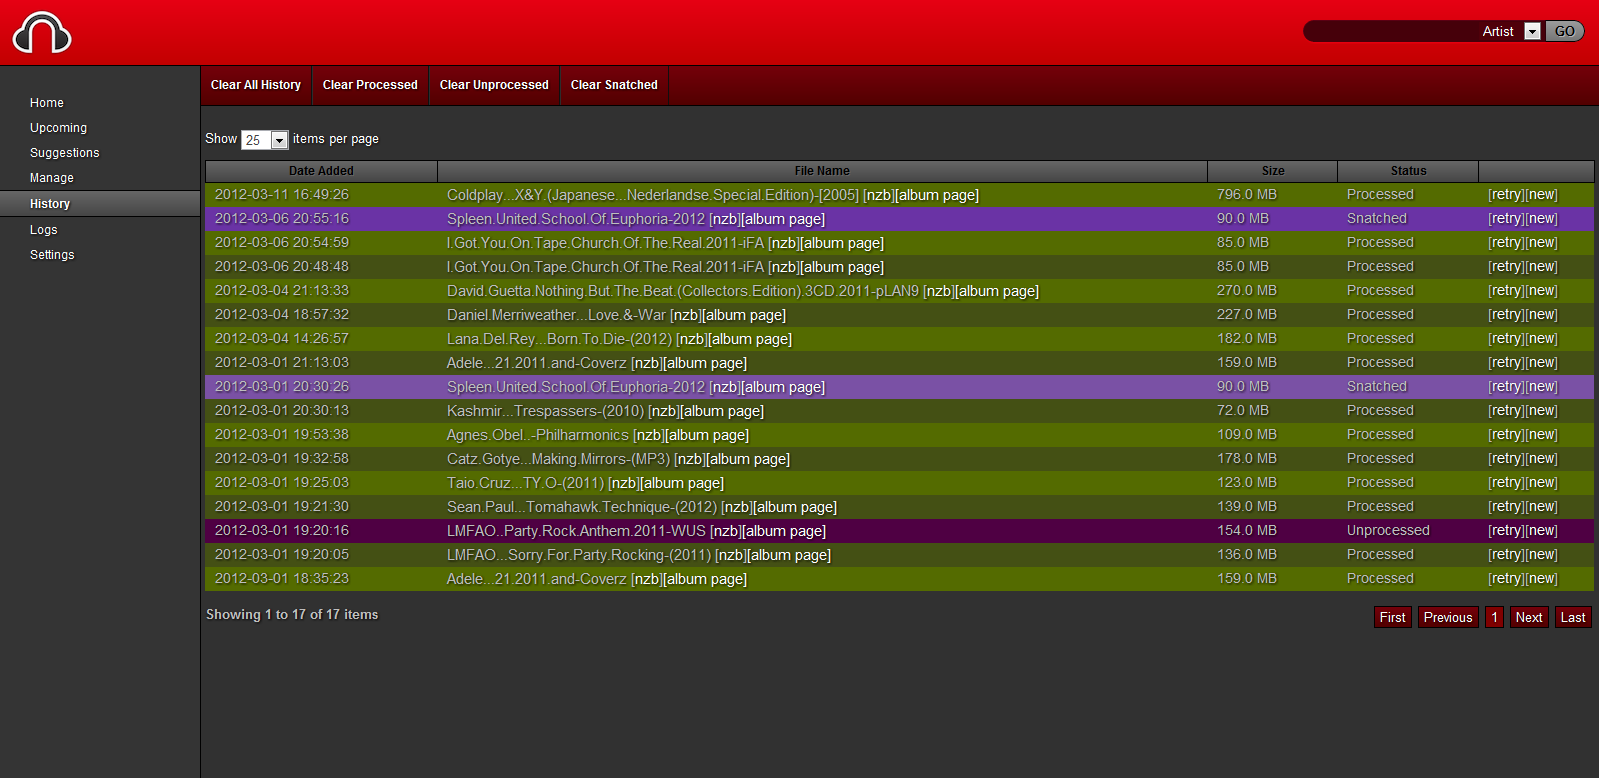 Artist GO
Clear All History Clear Processed Clear Unprocessed Clear Snatched
Home
Upcoming
Suggestions
Manage
History
Logs
Settings
Show 25 items per page
Date Added File Name Size Status
2012-03-11 16:49:26 Coldplay...X&Y.(Japanese...Nederlandse.Special.Edition)-[2005] [nzb][album page] 796.0 MB Processed [retry][new]
2012-03-06 20:55:16 Spleen.United.School.Of.Euphoria-2012 [nzb][album page] 90.0 MB Snatched [retry][new]
2012-03-06 20:54:59 I.Got.You.On.Tape.Church.Of.The.Real.2011-iFA [nzb][album page] 85.0 MB Processed [retry][new]
2012-03-06 20:48:48 I.Got.You.On.Tape.Church.Of.The.Real.2011-iFA [nzb][album page] 85.0 MB Processed [retry][new]
2012-03-04 21:13:33 David.Guetta.Nothing.But.The.Beat.(Collectors.Edition).3CD.2011-pLAN9 [nzb][album page] 270.0 MB Processed [retry][new]
2012-03-04 18:57:32 Daniel.Merriweather...Love.&-War [nzb][album page] 227.0 MB Processed [retry][new]
2012-03-04 14:26:57 Lana.Del.Rey...Born.To.Die-(2012) [nzb][album page] 182.0 MB Processed [retry][new]
2012-03-01 21:13:03 Adele...21.2011.and-Coverz [nzb][album page] 159.0 MB Processed [retry][new]
2012-03-01 20:30:26 Spleen.United.School.Of.Euphoria-2012 [nzb][album page] 90.0 MB Snatched [retry][new]
2012-03-01 20:30:13 Kashmir...Trespassers-(2010) [nzb][album page] 72.0 MB Processed [retry][new]
2012-03-01 19:53:38 Agnes.Obel..-Philharmonics [nzb][album page] 109.0 MB Processed [retry][new]
2012-03-01 19:32:58 Catz.Gotye...Making.Mirrors-(MP3) [nzb][album page] 178.0 MB Processed [retry][new]
2012-03-01 19:25:03 Taio.Cruz...TY.O-(2011) [nzb][album page] 123.0 MB Processed [retry][new]
2012-03-01 19:21:30 Sean.Paul...Tomahawk.Technique-(2012) [nzb][album page] 139.0 MB Processed [retry][new]
2012-03-01 19:20:16 LMFAO..Party.Rock.Anthem.2011-WUS [nzb][album page] 154.0 MB Unprocessed [retry][new]
2012-03-01 19:20:05 LMFAO...Sorry.For.Party.Rocking-(2011) [nzb][album page] 136.0 MB Processed [retry][new]
2012-03-01 18:35:23 Adele...21.2011.and-Coverz [nzb][album page] 159.0 MB Processed [retry][new]
Showing 1 to 17 of 17 items First Previous 1 Next Last